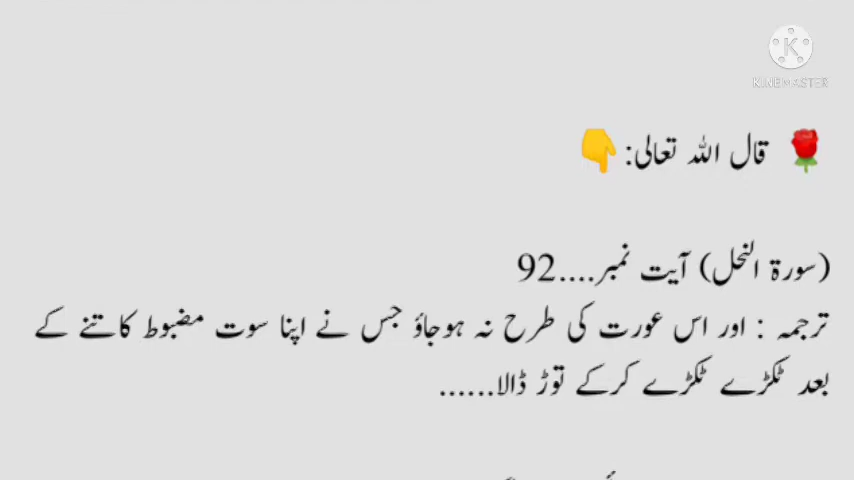 KINEMASTER
🌹 قال اللہ تعالی: 👇
(سورۃ النحل) آیت نمبر....92
ترجمہ : اور اس عورت کی طرح نہ ہوجاؤ جس نے اپنا سوت مضبوط کاتنے کے
بعد ٹکڑے ٹکڑے کرکے توڑ ڈالا......